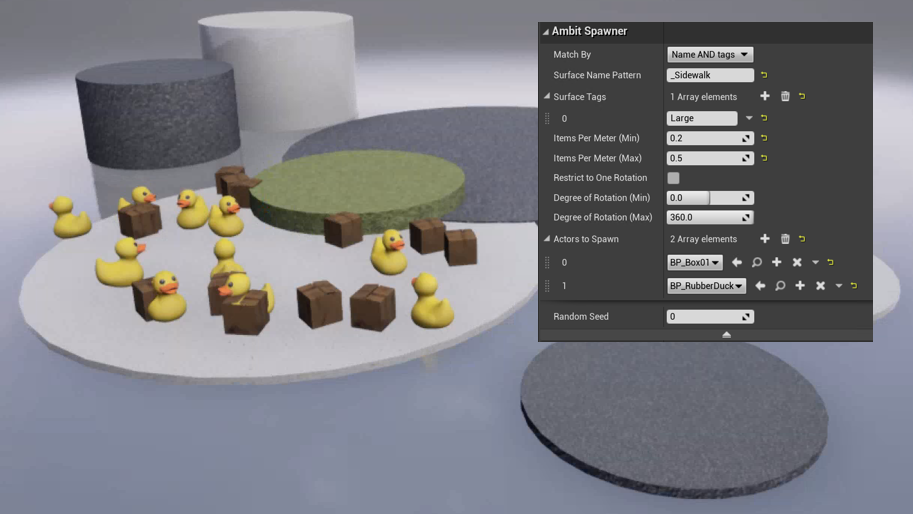 Ambit Spawner
Match By Name AND tags
Surface Name Pattern _Sidewalk
Surface Tags 1 Array elements
0 Large
Items Per Meter (Min) 0.2
Items Per Meter (Max) 0.5
Restrict to One Rotation
Degree of Rotation (Min) 0.0
Degree of Rotation (Max) 360.0
Actors to Spawn 2 Array elements
0 BP_Box01
1 BP_RubberDuck
Random Seed 0